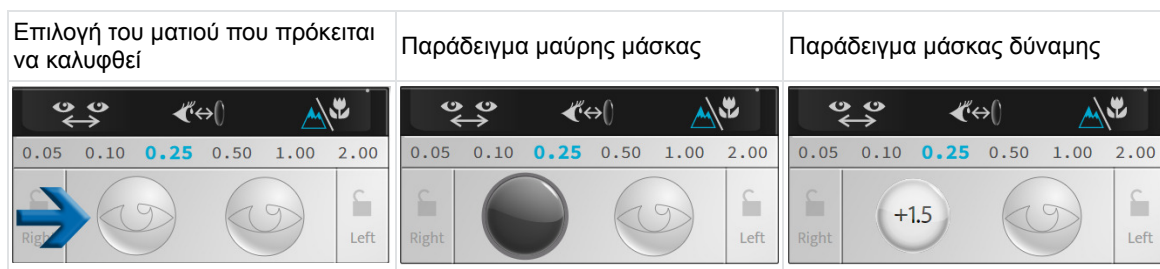 Επιλογή του ματιού που πρόκειται
να καλυφθεί
Παράδειγμα μαύρης μάσκας
Παράδειγμα μάσκας δύναμης
0.05 0.10 0.25 0.50 1.00 2.00
0.05 0.10 0.25 0.50 1.00 2.00
0.05 0.10 0.25 0.50 1.00 2.00
+1.5
Right Left
Right Left
Right Left